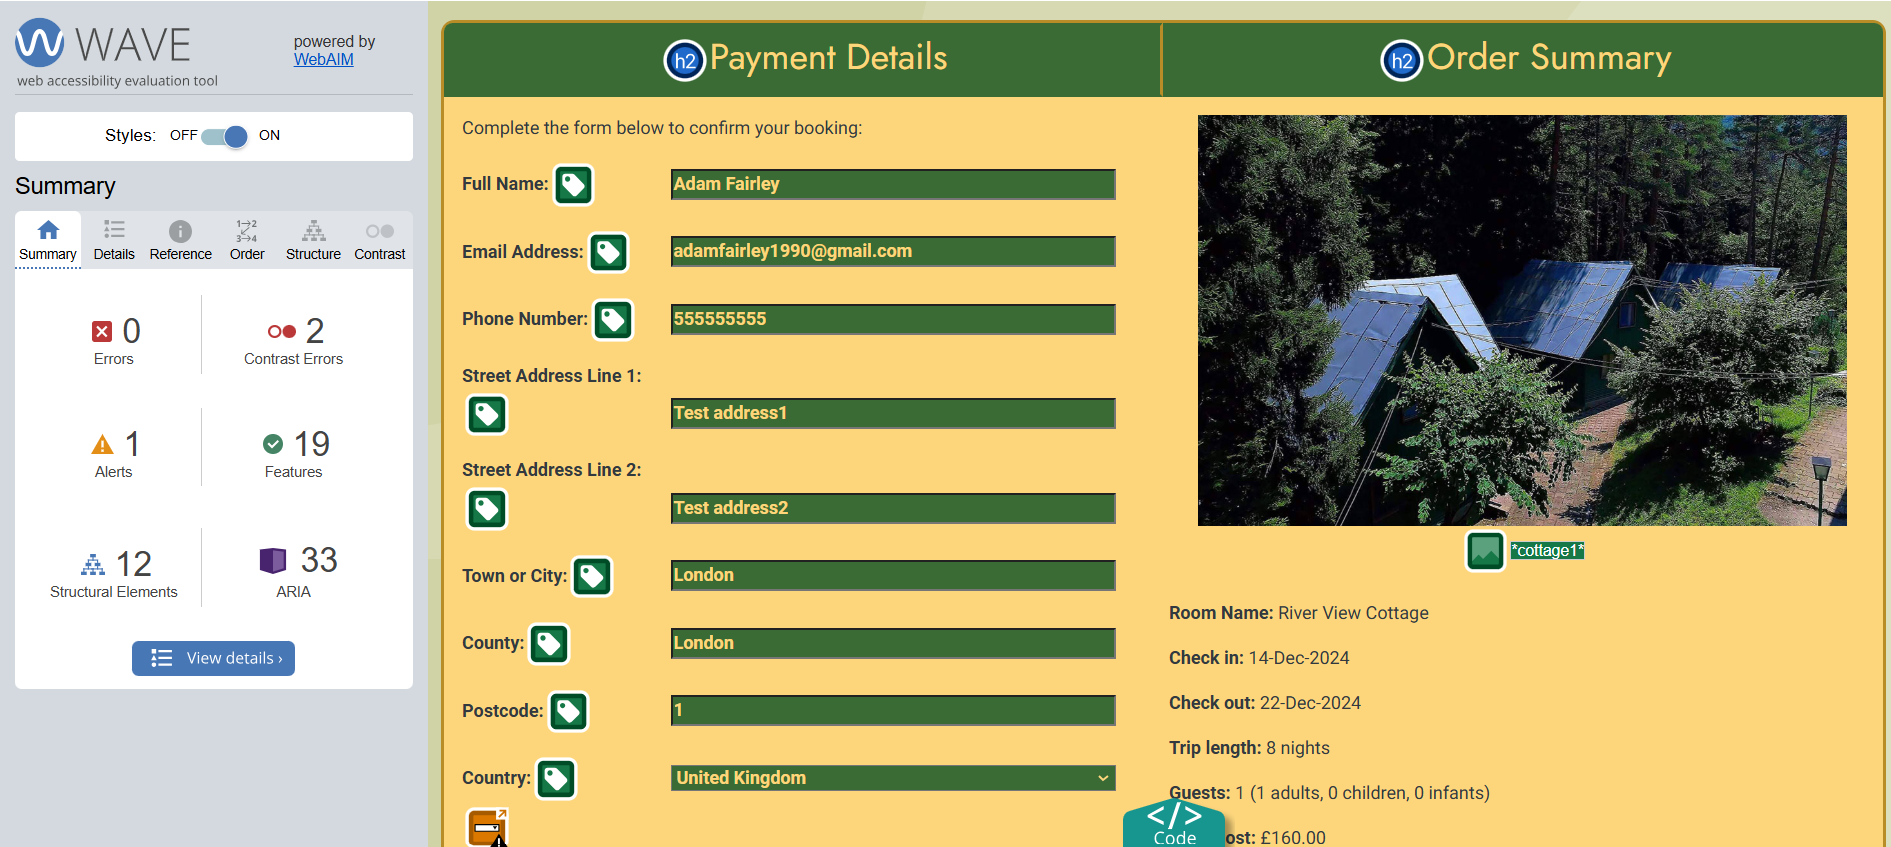 WAVE
web accessibility evaluation tool
powered by
WebAIM
Styles: OFF ON
Summary
Summary Details Reference Order Structure Contrast
0
Errors
2
Contrast Errors
1
Alerts
19
Features
12
Structural Elements
33
ARIA
View details ›
h2 Payment Details
Complete the form below to confirm your booking:
Full Name: Adam Fairley
Email Address: adamfairley1990@gmail.com
Phone Number: 555555555
Street Address Line 1:
Test address1
Street Address Line 2:
Test address2
Town or City: London
County: London
Postcode: 1
Country: United Kingdom
h2 Order Summary
*cottage1*
Room Name: River View Cottage
Check in: 14-Dec-2024
Check out: 22-Dec-2024
Trip length: 8 nights
Guests: 1 (1 adults, 0 children, 0 infants)
ost: £160.00
</> Code